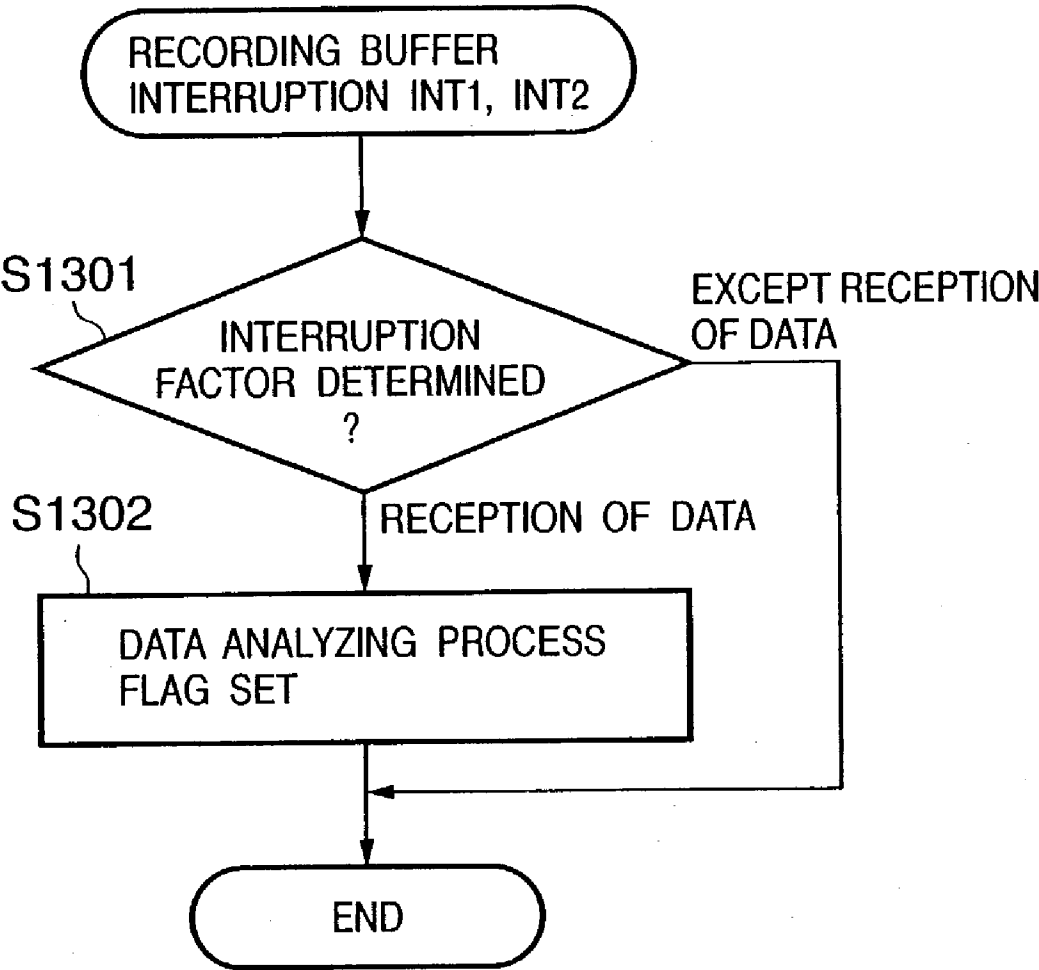 RECORDING BUFFER
INTERRUPTION INT1, INT2
S1301
EXCEPT RECEPTION
OF DATA
INTERRUPTION
FACTOR DETERMINED
?
S1302
RECEPTION OF DATA
DATA ANALYZING PROCESS
FLAG SET
END